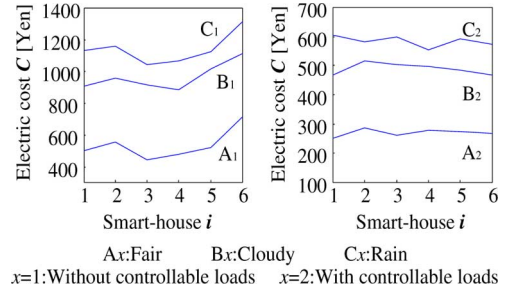 1400
1200
1000
800
600
400
Electric cost C [Yen]
C1
B1
A1
1 2 3 4 5 6
Smart-house i
700
600
500
400
300
200
100
Electric cost C [Yen]
C2
B2
A2
1 2 3 4 5 6
Smart-house i
Ax:Fair Bx:Cloudy Cx:Rain
x=1:Without controllable loads x=2:With controllable loads